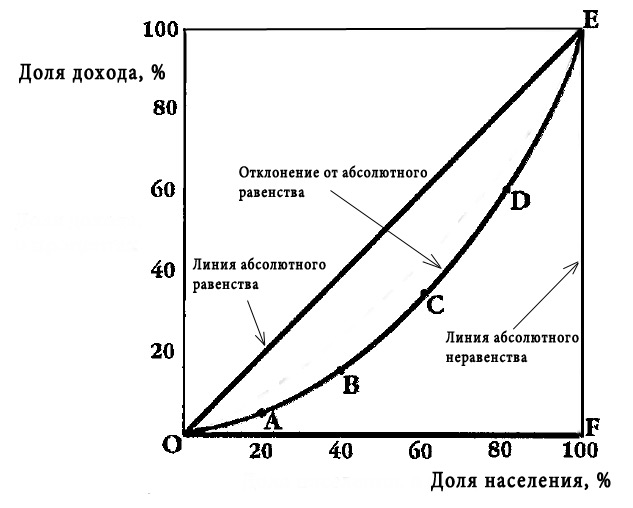 100
E
Доля дохода, %
80
Отклонение от абсолютного
равенства
60
D
Линия абсолютного
равенства
40
C
Линия абсолютного
неравенства
20
B
A
O
F
20
40
60
80
100
Доля населения, %